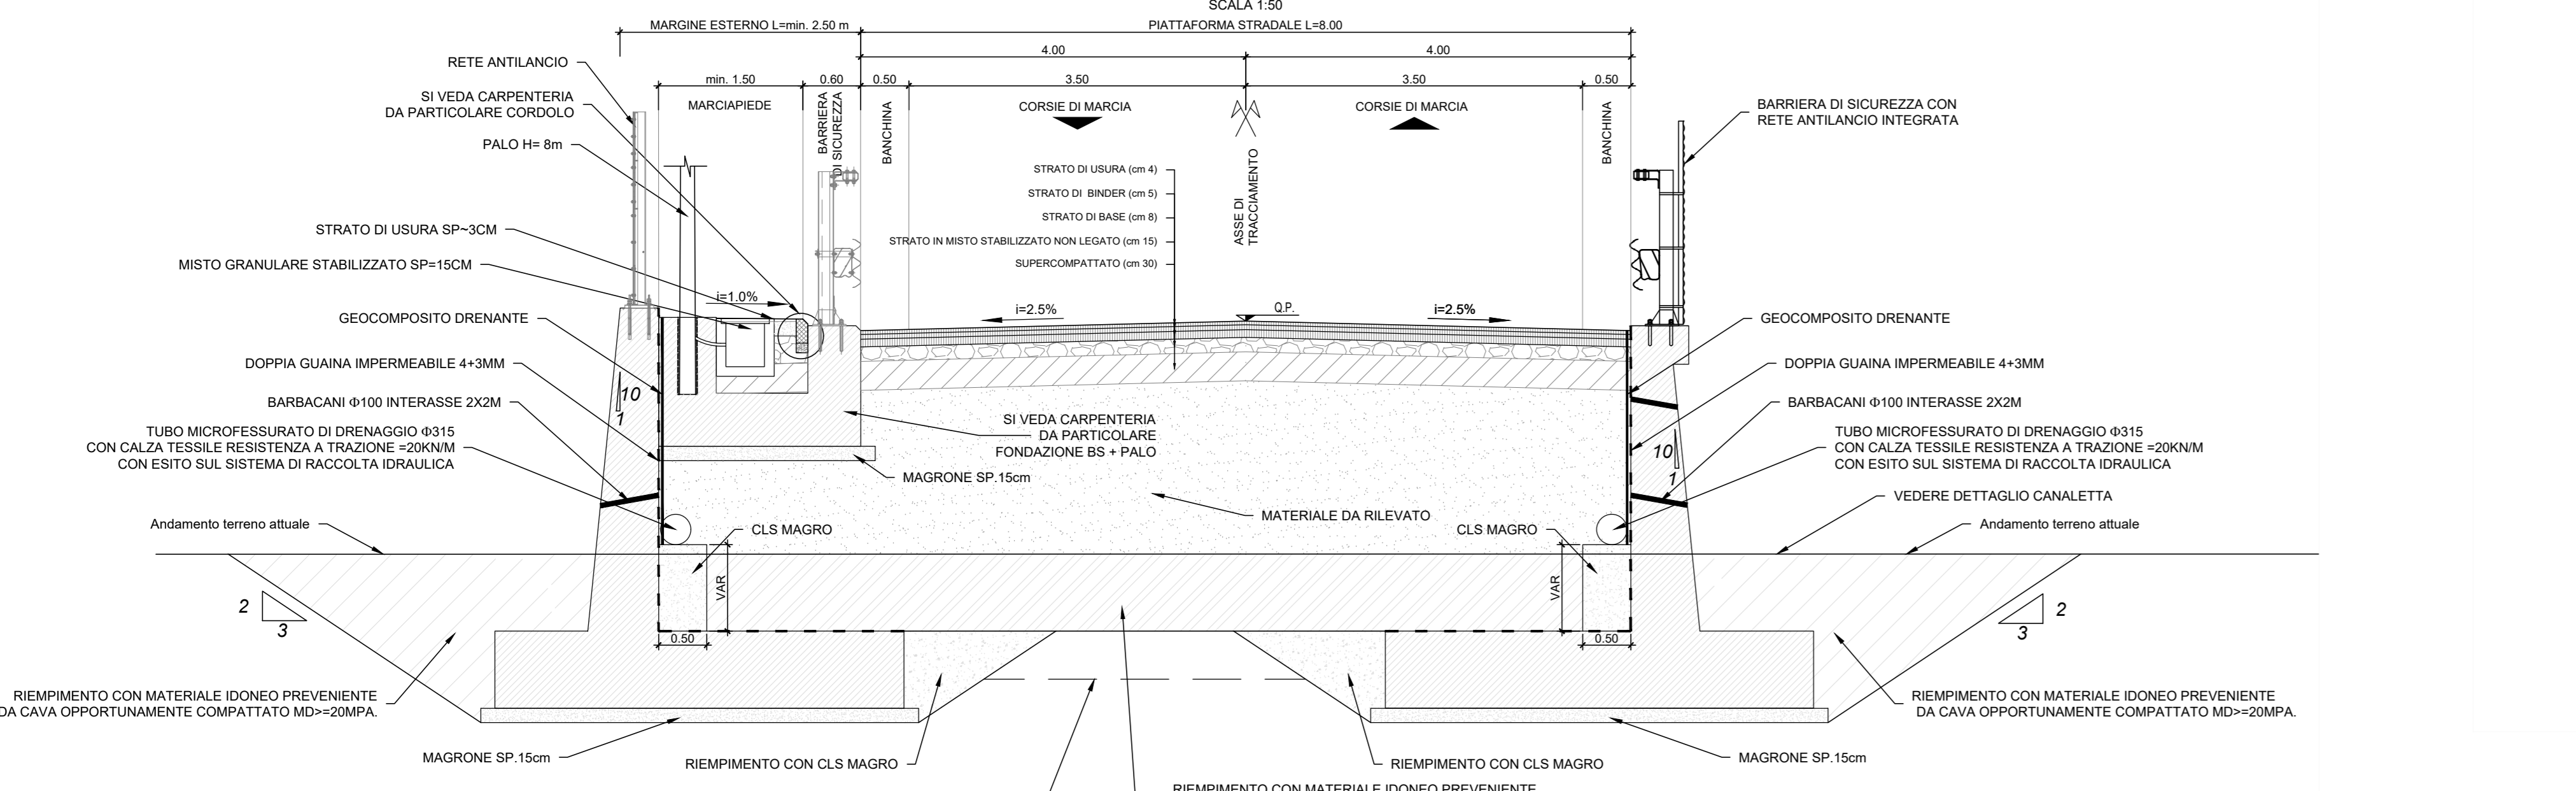 SCALA 1:50
MARGINE ESTERNO L=min. 2.50 m
PIATTAFORMA STRADALE L=8.00
4.00
4.00
min. 1.50
0.60
0.50
3.50
3.50
0.50
MARCIAPIEDE
BARRIERA
DI SICUREZZA
BANCHINA
CORSIE DI MARCIA
CORSIE DI MARCIA
BANCHINA
ASSE DI
TRACCIAMENTO
RETE ANTILANCIO
SI VEDA CARPENTERIA
DA PARTICOLARE CORDOLO
PALO H= 8m
STRATO DI USURA SP~3CM
MISTO GRANULARE STABILIZZATO SP=15CM
GEOCOMPOSITO DRENANTE
DOPPIA GUAINA IMPERMEABILE 4+3MM
BARBACANI Φ100 INTERASSE 2X2M
TUBO MICROFESSURATO DI DRENAGGIO Φ315
CON CALZA TESSILE RESISTENZA A TRAZIONE =20KN/M
CON ESITO SUL SISTEMA DI RACCOLTA IDRAULICA
Andamento terreno attuale
STRATO DI USURA (cm 4)
STRATO DI BINDER (cm 5)
STRATO DI BASE (cm 8)
STRATO IN MISTO STABILIZZATO NON LEGATO (cm 15)
SUPERCOMPATTATO (cm 30)
i=1.0%
i=2.5%
Q.P.
i=2.5%
10
1
SI VEDA CARPENTERIA
DA PARTICOLARE
FONDAZIONE BS + PALO
MAGRONE SP.15cm
MATERIALE DA RILEVATO
CLS MAGRO
CLS MAGRO
VAR
VAR
0.50
0.50
BARRIERA DI SICUREZZA CON
RETE ANTILANCIO INTEGRATA
GEOCOMPOSITO DRENANTE
DOPPIA GUAINA IMPERMEABILE 4+3MM
BARBACANI Φ100 INTERASSE 2X2M
TUBO MICROFESSURATO DI DRENAGGIO Φ315
CON CALZA TESSILE RESISTENZA A TRAZIONE =20KN/M
CON ESITO SUL SISTEMA DI RACCOLTA IDRAULICA
10
1
VEDERE DETTAGLIO CANALETTA
Andamento terreno attuale
2
3
2
3
RIEMPIMENTO CON MATERIALE IDONEO PREVENIENTE
DA CAVA OPPORTUNAMENTE COMPATTATO MD>=20MPA.
RIEMPIMENTO CON MATERIALE IDONEO PREVENIENTE
DA CAVA OPPORTUNAMENTE COMPATTATO MD>=20MPA.
MAGRONE SP.15cm
RIEMPIMENTO CON CLS MAGRO
RIEMPIMENTO CON CLS MAGRO
MAGRONE SP.15cm
RIEMPIMENTO CON MATERIALE IDONEO PREVENIENTE